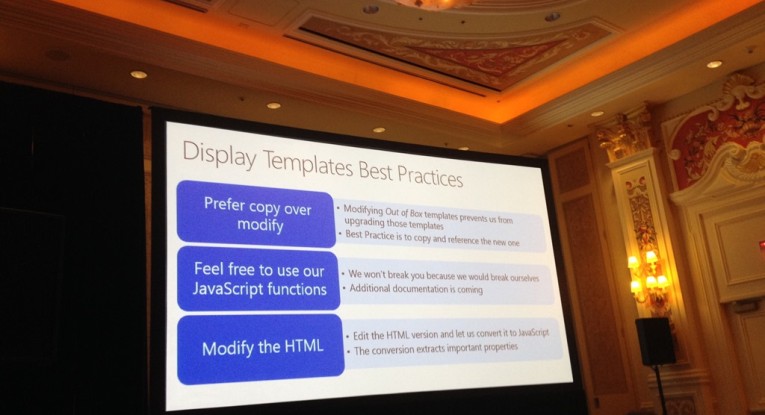 Display Templates Best Practices
Prefer copy over
modify
• Modifying Out of Box templates prevents us from
upgrading those templates
• Best Practice is to copy and reference the new one
Feel free to use our
JavaScript functions
• We won't break you because we would break ourselves
• Additional documentation is coming
Modify the HTML
• Edit the HTML version and let us convert it to JavaScript
• The conversion extracts important properties